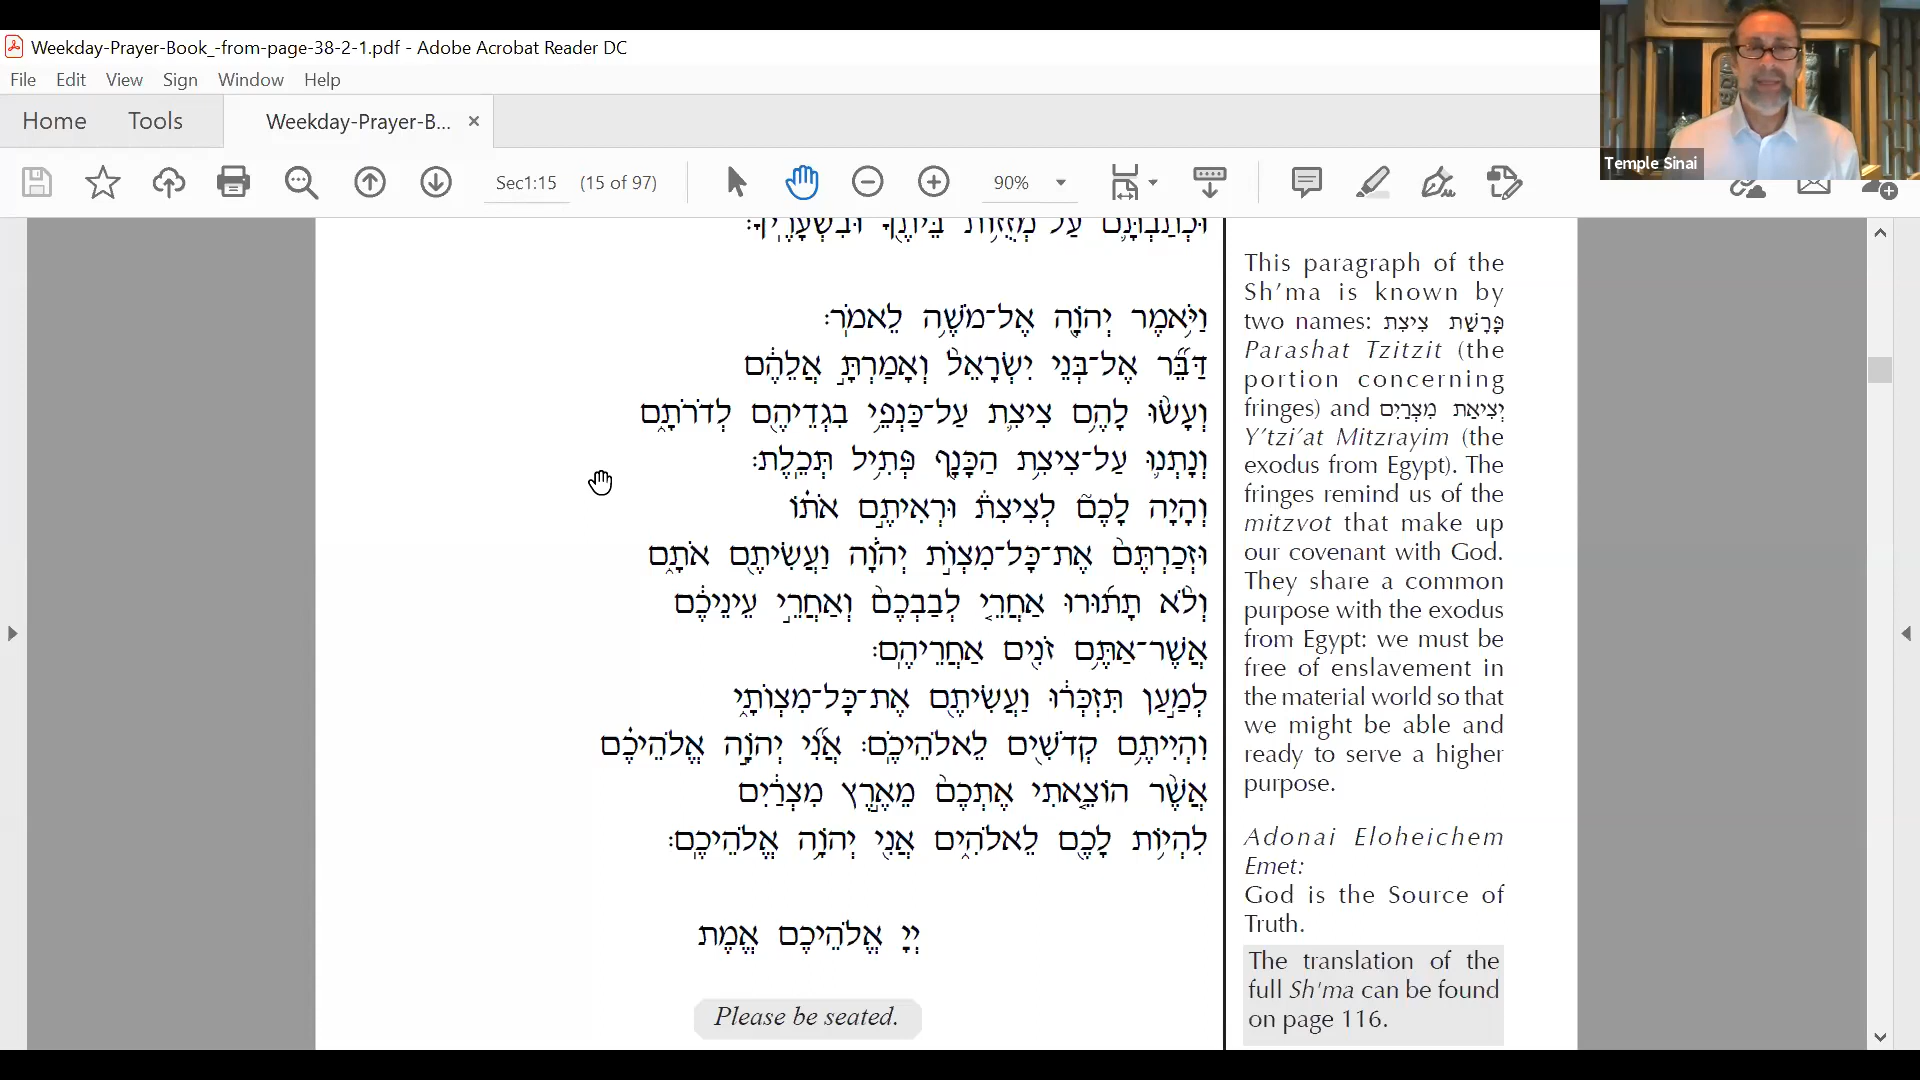 Weekday-Prayer-Book_-from-page-38-2-1.pdf - Adobe Acrobat Reader DC
File Edit View Sign Window Help
Home Tools Weekday-Prayer-B... ×
Sec1:15 (15 of 97) 90%
Temple Sinai
וּכְתַבְתָּ֛ם עַל מְזֻז֥וֹת בֵּיתֶ֖ךָ וּבִשְׁעָרֶֽיךָ׃
וַיֹּ֥אמֶר יְהוָֹ֖ה אֶל־מֹשֶׁ֥ה לֵּאמֹֽר׃
דַּבֵּ֞ר אֶל־בְּנֵ֤י יִשְׂרָאֵל֙ וְאָמַרְתָּ֣ אֲלֵהֶ֔ם
וְעָשׂ֨וּ לָהֶ֥ם צִיצִ֛ת עַל־כַּנְפֵ֥י בִגְדֵיהֶ֖ם לְדֹרֹתָ֑ם
וְנָתְנ֛וּ עַל־צִיצִ֥ת הַכָּנָ֖ף פְּתִ֥יל תְּכֵֽלֶת׃
וְהָיָ֣ה לָכֶם֮ לְצִיצִת֒ וּרְאִיתֶ֣ם אֹת֗וֹ
וּזְכַרְתֶּם֙ אֶת־כָּל־מִצְוֹ֣ת יְהוָֹ֔ה וַעֲשִׂיתֶ֖ם אֹתָ֑ם
וְלֹ֨א תָת֜וּרוּ אַחֲרֵ֤י לְבַבְכֶם֙ וְאַחֲרֵ֣י עֵֽינֵיכֶ֔ם
אֲשֶׁר־אַתֶּ֥ם זֹנִ֖ים אַחֲרֵיהֶֽם׃
לְמַ֣עַן תִּזְכְּר֔וּ וַעֲשִׂיתֶ֖ם אֶת־כָּל־מִצְוֹתָ֑י
וִהְיִיתֶ֥ם קְדֹשִׁ֖ים לֵאלֹהֵיכֶֽם׃ אֲנִ֞י יְהוָֹ֣ה אֱלֹהֵיכֶ֗ם
אֲשֶׁ֨ר הוֹצֵ֤אתִי אֶתְכֶם֙ מֵאֶ֣רֶץ מִצְרַ֔יִם
לִהְי֥וֹת לָכֶ֖ם לֵאלֹהִ֑ים אֲנִ֖י יְהוָֹ֥ה אֱלֹהֵיכֶֽם׃
יְיָ אֱלֹהֵיכֶם אֱמֶת
Please be seated.
This paragraph of the
Sh’ma is known by
two names: פָּרָשַׁת צִיצִת
Parashat Tzitzit (the
portion concerning
fringes) and יְצִיאַת מִצְרַיִם
Y’tzi’at Mitzrayim (the
exodus from Egypt). The
fringes remind us of the
mitzvot that make up
our covenant with God.
They share a common
purpose with the exodus
from Egypt: we must be
free of enslavement in
the material world so that
we might be able and
ready to serve a higher
purpose.
Adonai Eloheichem
Emet:
God is the Source of
Truth.
The translation of the
full Sh'ma can be found
on page 116.